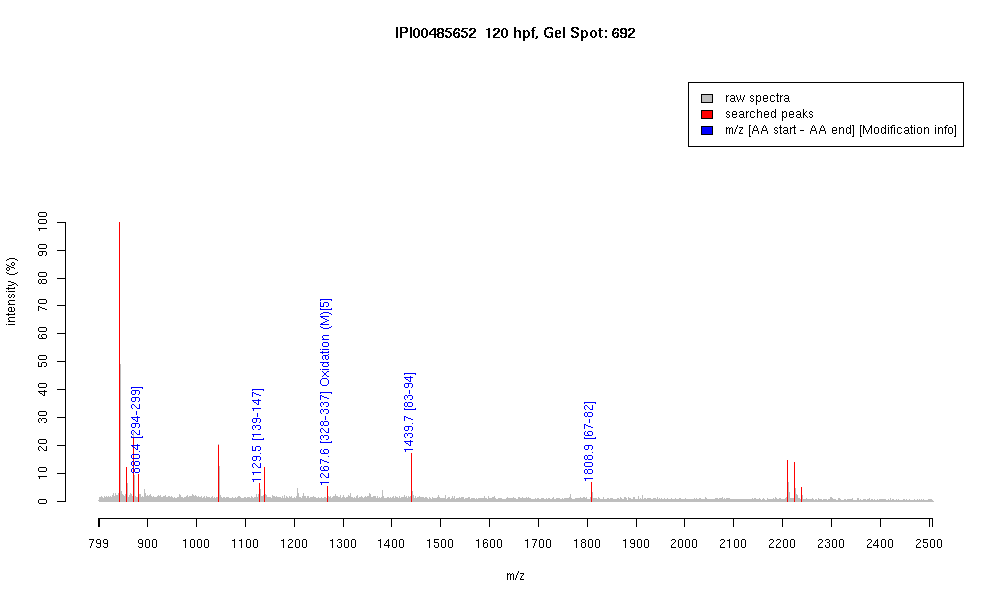 IPI00485652 120 hpf, Gel Spot: 692
raw spectra
searched peaks
m/z [AA start - AA end] [Modification info]
intensity (%)
100
90
80
70
60
50
40
30
20
10
0
880.4 [294-299]
1129.5 [139-147]
1267.6 [328-337] Oxidation (M)[5]
1439.7 [83-94]
1808.9 [67-82]
799 900 1000 1100 1200 1300 1400 1500 1600 1700 1800 1900 2000 2100 2200 2300 2400 2500
m/z